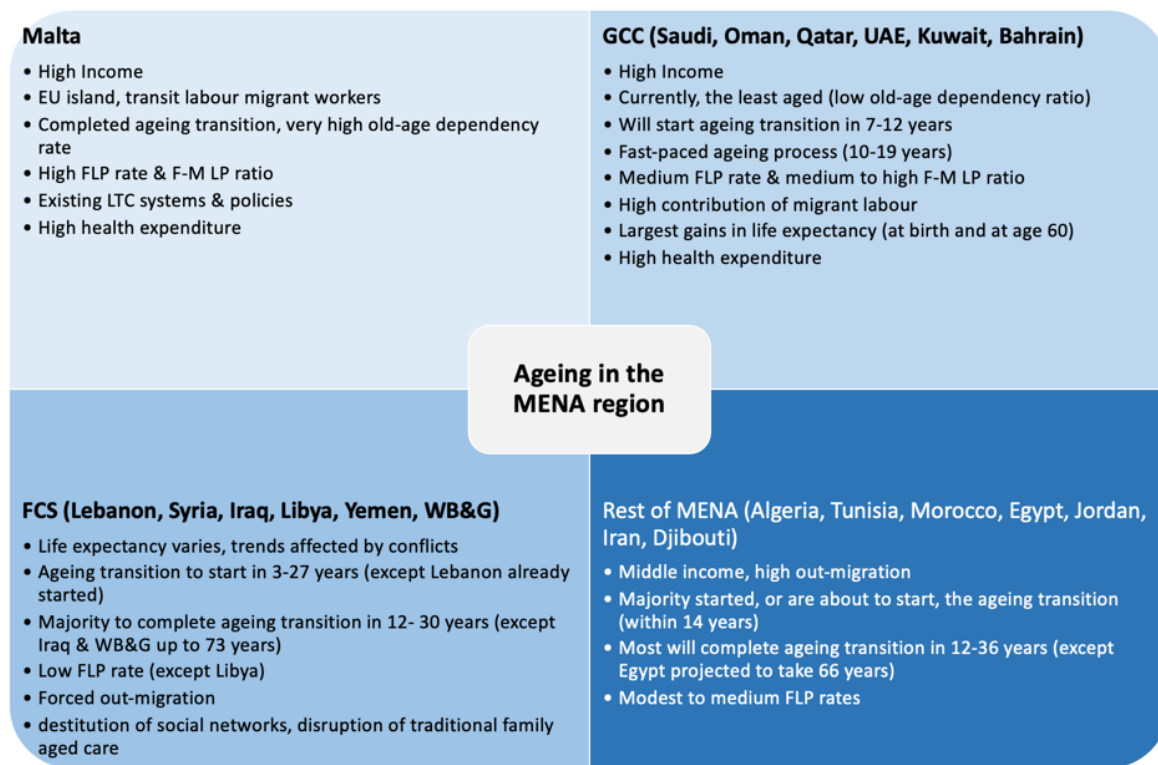 Malta
• High Income
• EU island, transit labour migrant workers
• Completed ageing transition, very high old-age dependency
rate
• High FLP rate & F-M LP ratio
• Existing LTC systems & policies
• High health expenditure
GCC (Saudi, Oman, Qatar, UAE, Kuwait, Bahrain)
• High Income
• Currently, the least aged (low old-age dependency ratio)
• Will start ageing transition in 7-12 years
• Fast-paced ageing process (10-19 years)
• Medium FLP rate & medium to high F-M LP ratio
• High contribution of migrant labour
• Largest gains in life expectancy (at birth and at age 60)
• High health expenditure
Ageing in the
MENA region
FCS (Lebanon, Syria, Iraq, Libya, Yemen, WB&G)
• Life expectancy varies, trends affected by conflicts
• Ageing transition to start in 3-27 years (except Lebanon already
started)
• Majority to complete ageing transition in 12- 30 years (except
Iraq & WB&G up to 73 years)
• Low FLP rate (except Libya)
• Forced out-migration
• destitution of social networks, disruption of traditional family
aged care
Rest of MENA (Algeria, Tunisia, Morocco, Egypt, Jordan,
Iran, Djibouti)
• Middle income, high out-migration
• Majority started, or are about to start, the ageing transition
(within 14 years)
• Most will complete ageing transition in 12-36 years (except
Egypt projected to take 66 years)
• Modest to medium FLP rates